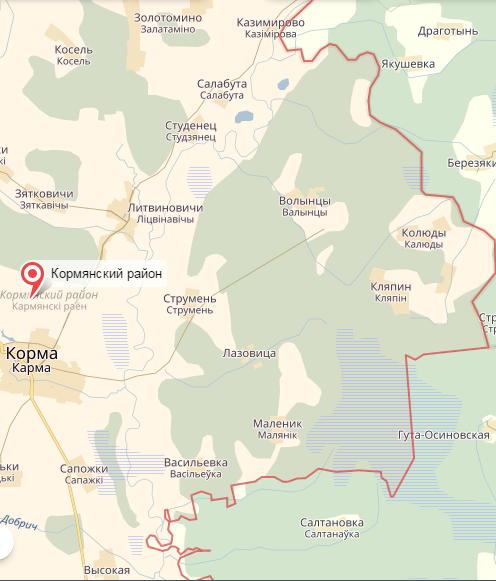 Золотомино
Залатаміно
Казимирово
Казімірова
Драготынь
Косель
Косель
Якушевка
Салабута
Салабута
Студенец
Студзянец
Березяки
Зятковичи
Зяткавічы
Литвиновичи
Ліцвінавічы
Волынцы
Валынцы
Колюды
Калюды
Кормянский район
Кормянский район
Кармянскі раён
Кляпин
Кляпін
Струмень
Струмень
Корма
Карма
Лазовица
Маленик
Малянік
Гута-Осиновская
Васильевка
Васільеўка
Сапожки
Сапажкі
Добрич
Салтановка
Салтанаўка
Высокая